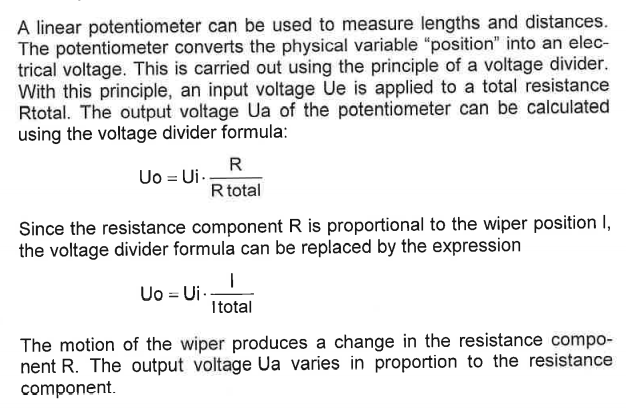 A linear potentiometer can be used to measure lengths and distances.
The potentiometer converts the physical variable “position” into an elec-
trical voltage. This is carried out using the principle of a voltage divider.
With this principle, an input voltage Ue is applied to a total resistance
Rtotal. The output voltage Ua of the potentiometer can be calculated
using the voltage divider formula:
Uo = Ui · R
R total
Since the resistance component R is proportional to the wiper position l,
the voltage divider formula can be replaced by the expression
Uo = Ui · l
l total
The motion of the wiper produces a change in the resistance compo-
nent R. The output voltage Ua varies in proportion to the resistance
component.